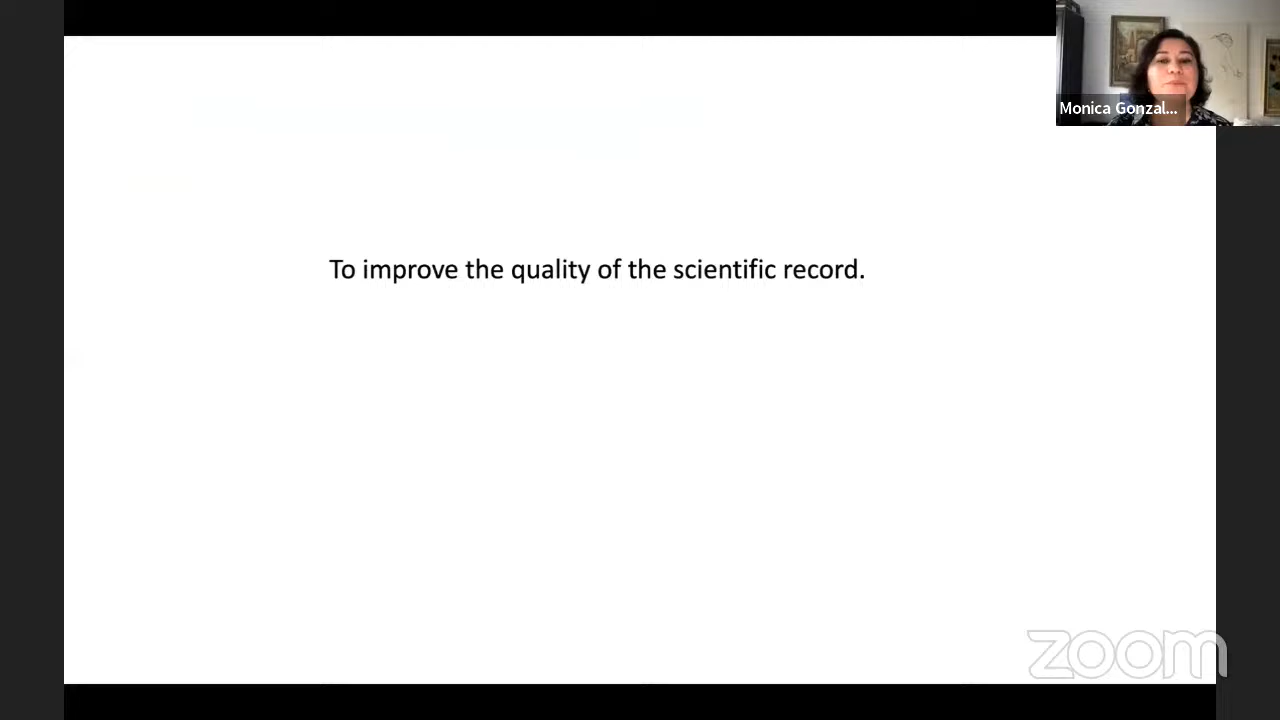 Monica Gonzal...
To improve the quality of the scientific record.
zoom